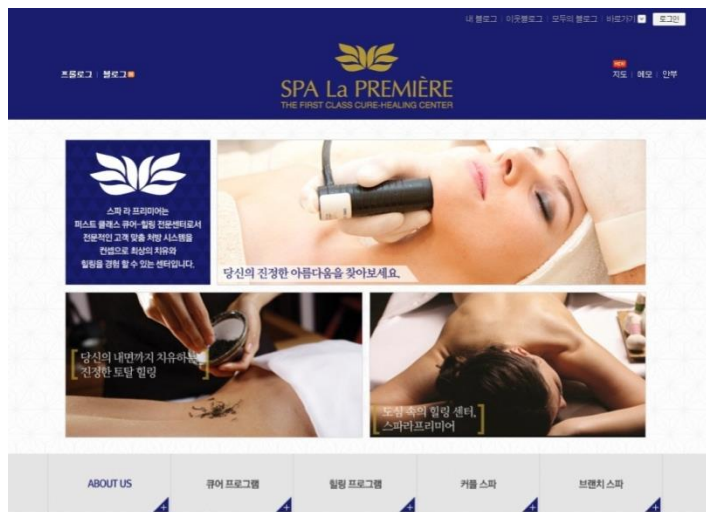 내 블로그 | 이웃블로그 | 모두의 블로그 | 바로가기 로그인
프롤로그 | 블로그
SPA La PREMIÈRE
THE FIRST CLASS CURE-HEALING CENTER
지도 | 메모 | 안부
스파 라 프리미어는
퍼스트 클래스 큐어-힐링 전문센터로서
전문적인 고객 맞춤 처방 시스템을
컨셉으로 최상의 치유와
힐링을 경험 할 수 있는 센터입니다.
당신의 진정한 아름다움을 찾아보세요.
당신의 내면까지 치유하는,
진정한 토탈 힐링
도심 속의 힐링 센터,
스파라프리미어
ABOUT US
큐어 프로그램
힐링 프로그램
커플 스파
브랜치 스파